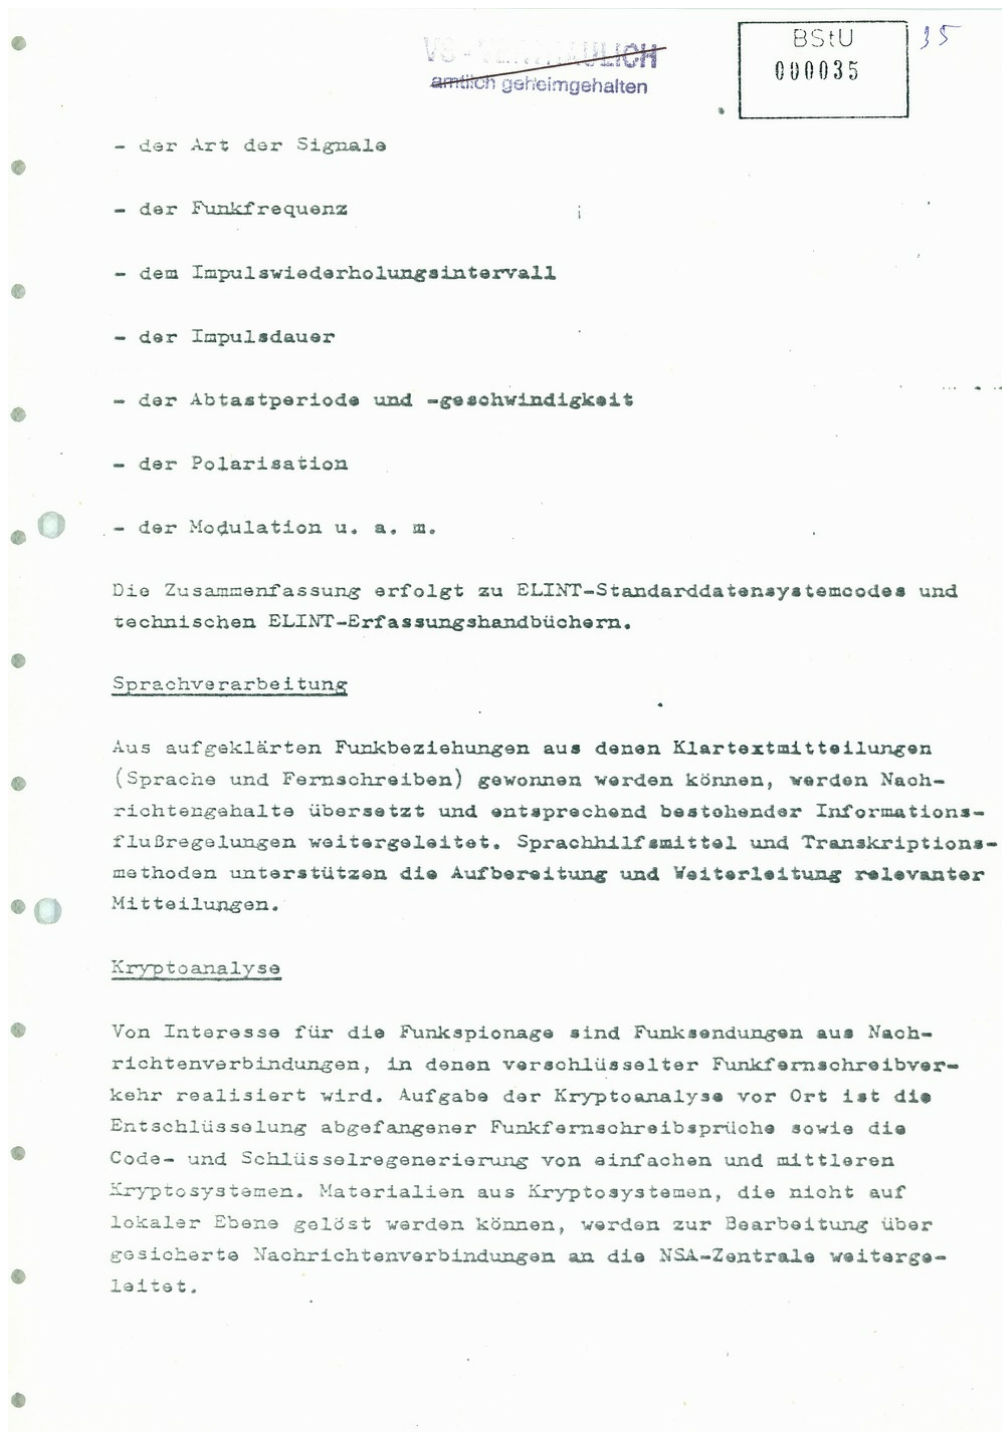 VS-VERTRAULICH
amtlich geheimgehalten
BStU
000035
35
- der Art der Signale
- der Funkfrequenz
- dem Impulswiederholungsintervall
- der Impulsdauer
- der Abtastperiode und -geschwindigkeit
- der Polarisation
- der Modulation u. a. m.
Die Zusammenfassung erfolgt zu ELINT-Standarddatensystemcodes und
technischen ELINT-Erfassungshandbüchern.
Sprachverarbeitung
Aus aufgeklärten Funkbeziehungen aus denen Klartextmitteilungen
(Sprache und Fernschreiben) gewonnen werden können, werden Nach-
richtengehalte übersetzt und entsprechend bestehender Informations-
flußregelungen weitergeleitet. Sprachhilfsmittel und Transkriptions-
methoden unterstützen die Aufbereitung und Weiterleitung relevanter
Mitteilungen.
Kryptoanalyse
Von Interesse für die Funkspionage sind Funksendungen aus Nach-
richtenverbindungen, in denen verschlüsselter Funkfernschreibver-
kehr realisiert wird. Aufgabe der Kryptoanalyse vor Ort ist die
Entschlüsselung abgefangener Funkfernschreibsprüche sowie die
Code- und Schlüsselregenerierung von einfachen und mittleren
Kryptosystemen. Materialien aus Kryptosystemen, die nicht auf
lokaler Ebene gelöst werden können, werden zur Bearbeitung über
gesicherte Nachrichtenverbindungen an die NSA-Zentrale weiterge-
leitet.